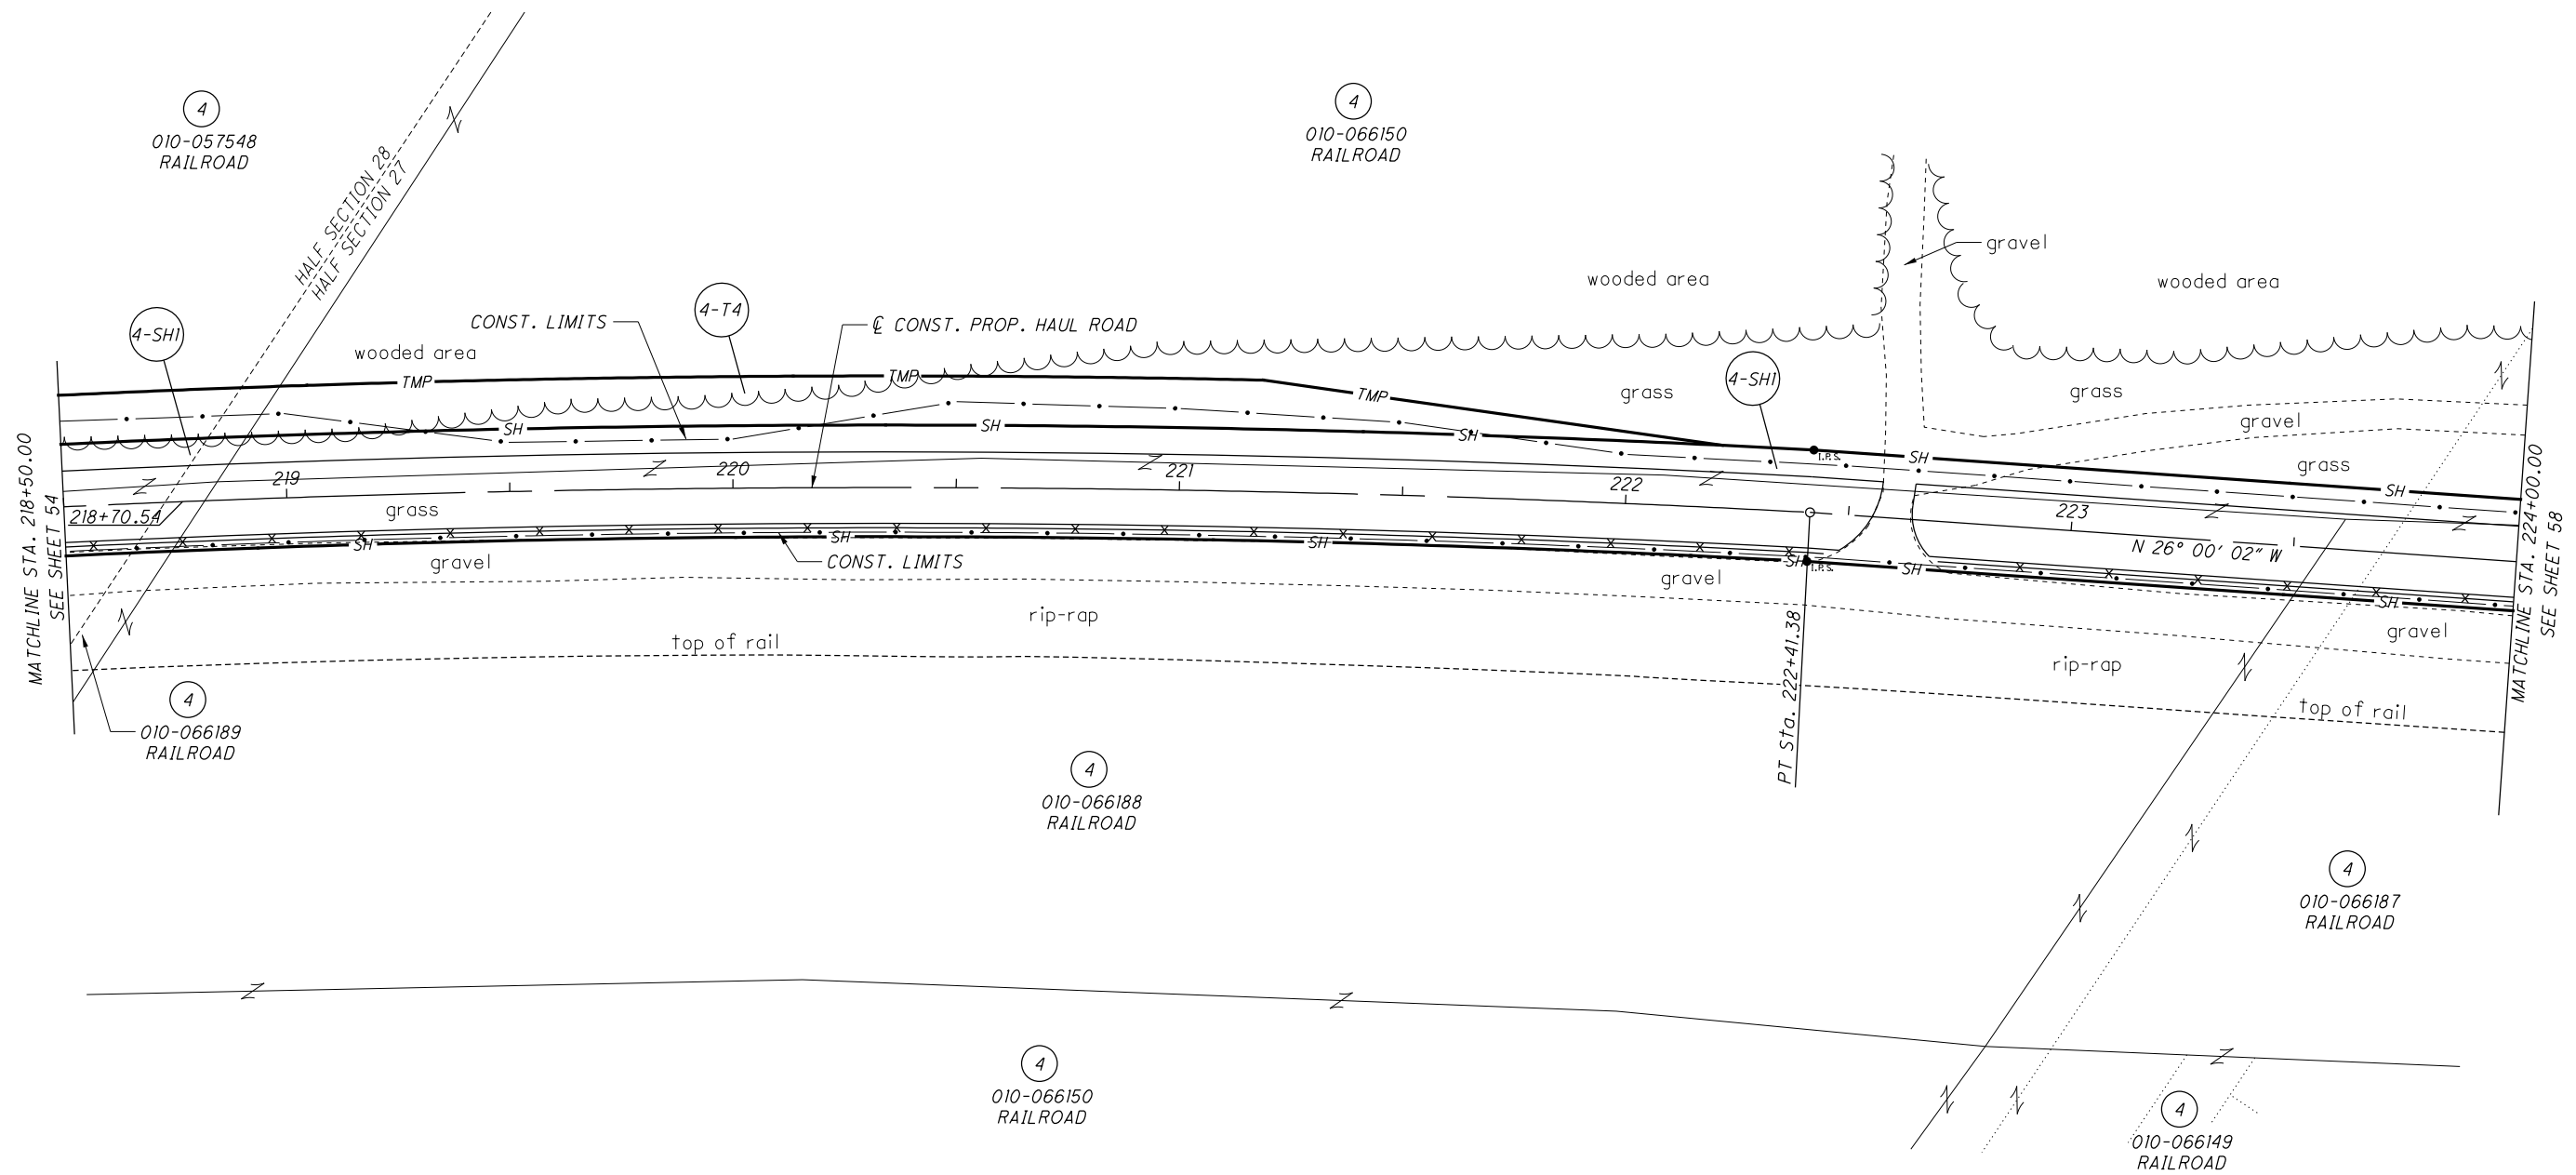 4
010-057548
RAILROAD
4
010-066150
RAILROAD
HALF SECTION 28
HALF SECTION 27
gravel
wooded area
wooded area
4-SH1
CONST. LIMITS
4-T4
℄ CONST. PROP. HAUL ROAD
wooded area
TMP
TMP
TMP
grass
4-SH1
grass
gravel
grass
SH
SH
SH
I.P.S.
SH
SH
219
220
221
222
223
218+70.54
grass
N 26° 00' 02" W
MATCHLINE STA. 218+50.00
SEE SHEET 54
MATCHLINE STA. 224+00.00
SEE SHEET 58
X X X X X X X X X X X X X X X X X X X X
X X X X X X
SH
SH
SH
SH
I.P.S.
SH
SH
gravel
CONST. LIMITS
gravel
gravel
rip-rap
top of rail
rip-rap
top of rail
PT Sta. 222+41.38
4
010-066189
RAILROAD
4
010-066188
RAILROAD
4
010-066187
RAILROAD
4
010-066150
RAILROAD
4
010-066149
RAILROAD